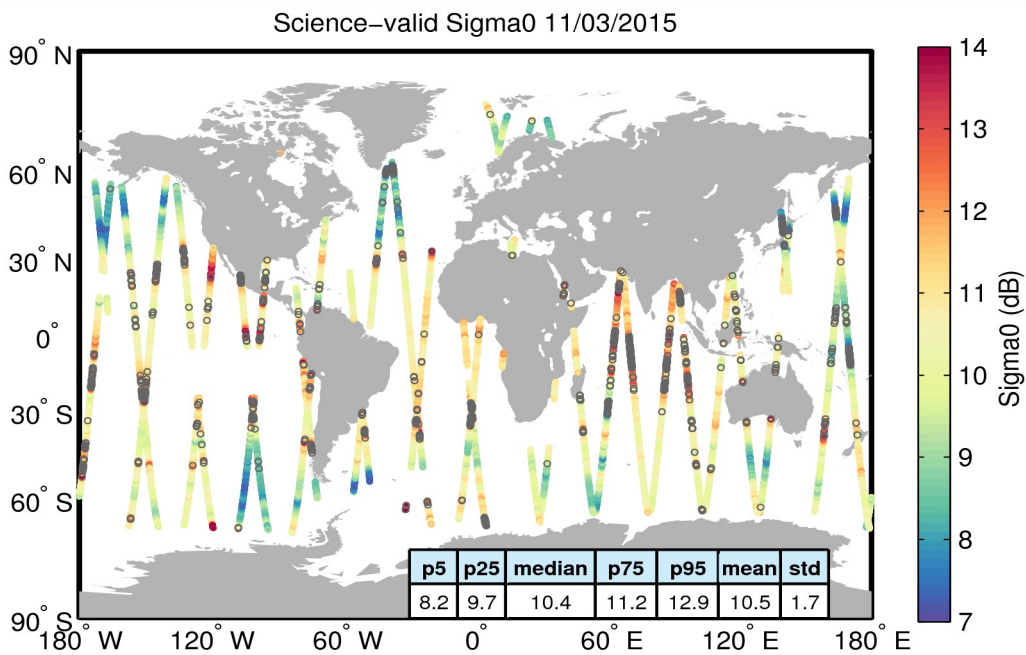 Science−valid Sigma0 11/03/2015
90° N
60° N
30° N
0°
30° S
60° S
90° S
180° W
120° W
60° W
0°
60° E
120° E
180° E
14
13
12
11
10
9
8
7
Sigma0 (dB)
p5 p25 median p75 p95 mean std
8.2 9.7 10.4 11.2 12.9 10.5 1.7